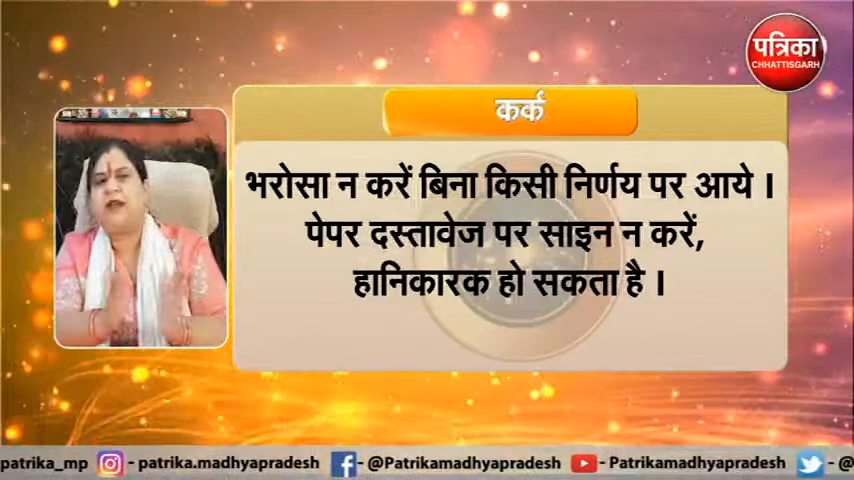 पत्रिका
CHHATTISGARH
कर्क
भरोसा न करें बिना किसी निर्णय पर आये ।
पेपर दस्तावेज पर साइन न करें,
हानिकारक हो सकता है ।
patrika_mp - patrika.madhyapradesh - @Patrikamadhyapradesh - Patrikamadhyapradesh - @